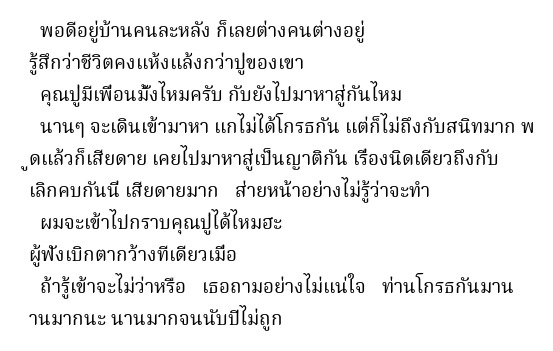 พอดีอยู่บ้านคนละหลัง ก็เลยต่างคนต่างอยู่
รู้สึกว่าชีวิตคงแห้งแล้งกว่าปู่ของเขา
คุณปู่มีเพื่อนมั้งไหมครับ กับยังไปมาหาสู่กันไหม
นานๆ จะเดินเข้ามาหา แกไม่ได้โกรธกัน แต่ก็ไม่ถึงกับสนิทมาก พ
ูดแล้วก็เสียดาย เคยไปมาหาสู่เป็นญาติกัน เรื่องนิดเดียวถึงกับ
เลิกคบกันนี่ เสียดายมาก ส่ายหน้าอย่างไม่รู้ว่าจะทำ
ผมจะเข้าไปกราบคุณปู่ได้ไหมฮะ
ผู้ฟังเบิกตากว้างทีเดียวเมื่อ
ถ้ารู้เข้าจะไม่ว่าหรือ เธอถามอย่างไม่แน่ใจ ท่านโกรธกันมาน
านมากนะ นานมากจนนับปีไม่ถูก